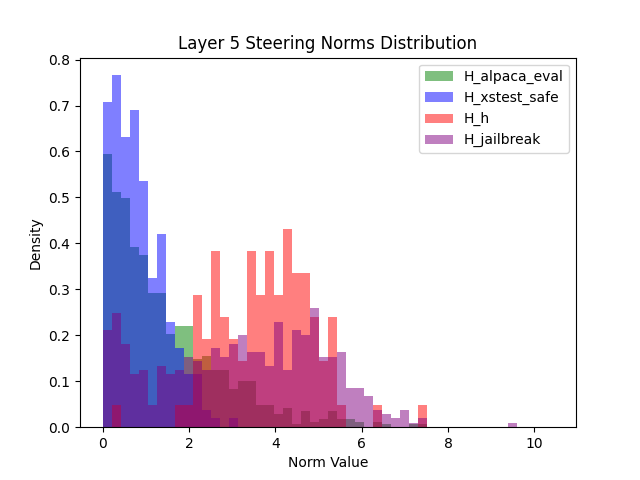 Layer 5 Steering Norms Distribution
H_alpaca_eval
H_xstest_safe
H_h
H_jailbreak
Density
0.8
0.7
0.6
0.5
0.4
0.3
0.2
0.1
0.0
0 2 4 6 8 10
Norm Value